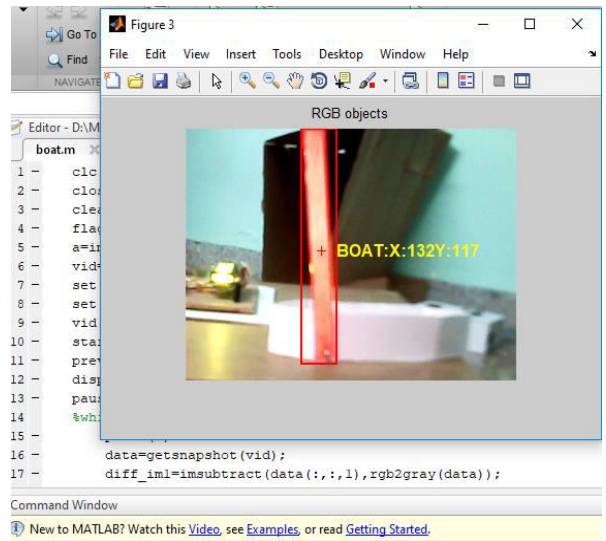 Figure 3
Go To
File Edit View Insert Tools Desktop Window Help
Find
NAVIGATE
RGB objects
Editor - D:\M
boat.m
1 - clc
2 - clos
3 - clea
4 - flag
5 - a=im
6 - vid=
7 - set
8 - set
9 - vid
10 - star
11 - prev
12 - disp
13 - paus
14 %whi
15 -
16 - data=getsnapshot(vid);
17 - diff_im1=imsubtract(data(:,:,1),rgb2gray(data));
BOAT:X:132Y:117
Command Window
New to MATLAB? Watch this Video, see Examples, or read Getting Started.